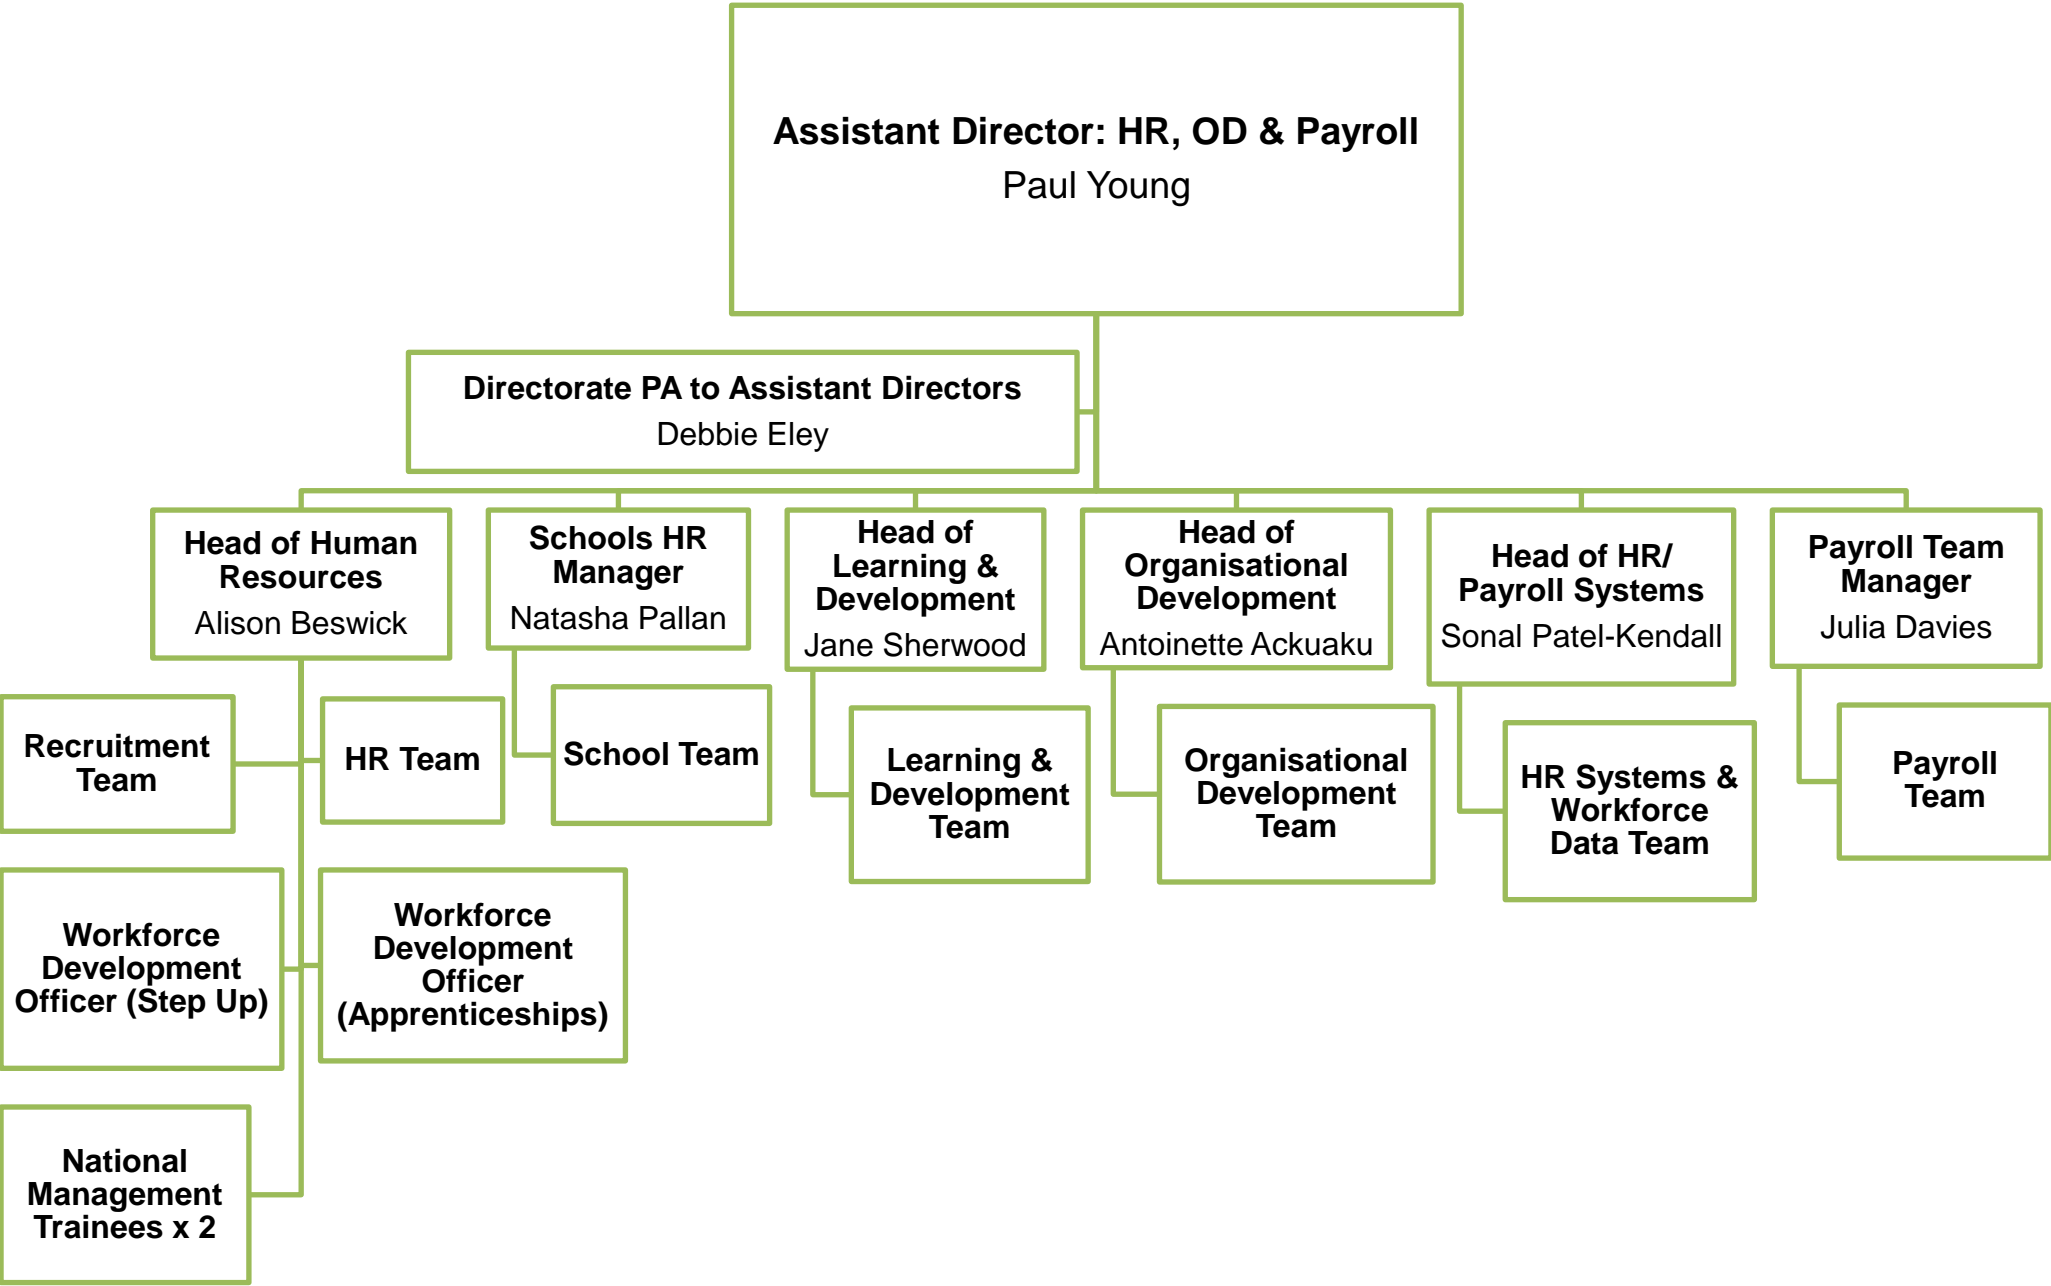 Assistant Director: HR, OD & Payroll
Paul Young
Directorate PA to Assistant Directors
Debbie Eley
Head of Human
Resources
Alison Beswick
Schools HR
Manager
Natasha Pallan
Head of
Learning &
Development
Jane Sherwood
Head of
Organisational
Development
Antoinette Ackuaku
Head of HR/
Payroll Systems
Sonal Patel-Kendall
Payroll Team
Manager
Julia Davies
Recruitment
Team
HR Team
School Team
Learning &
Development
Team
Organisational
Development
Team
HR Systems &
Workforce
Data Team
Payroll
Team
Workforce
Development
Officer (Step Up)
Workforce
Development
Officer
(Apprenticeships)
National
Management
Trainees x 2